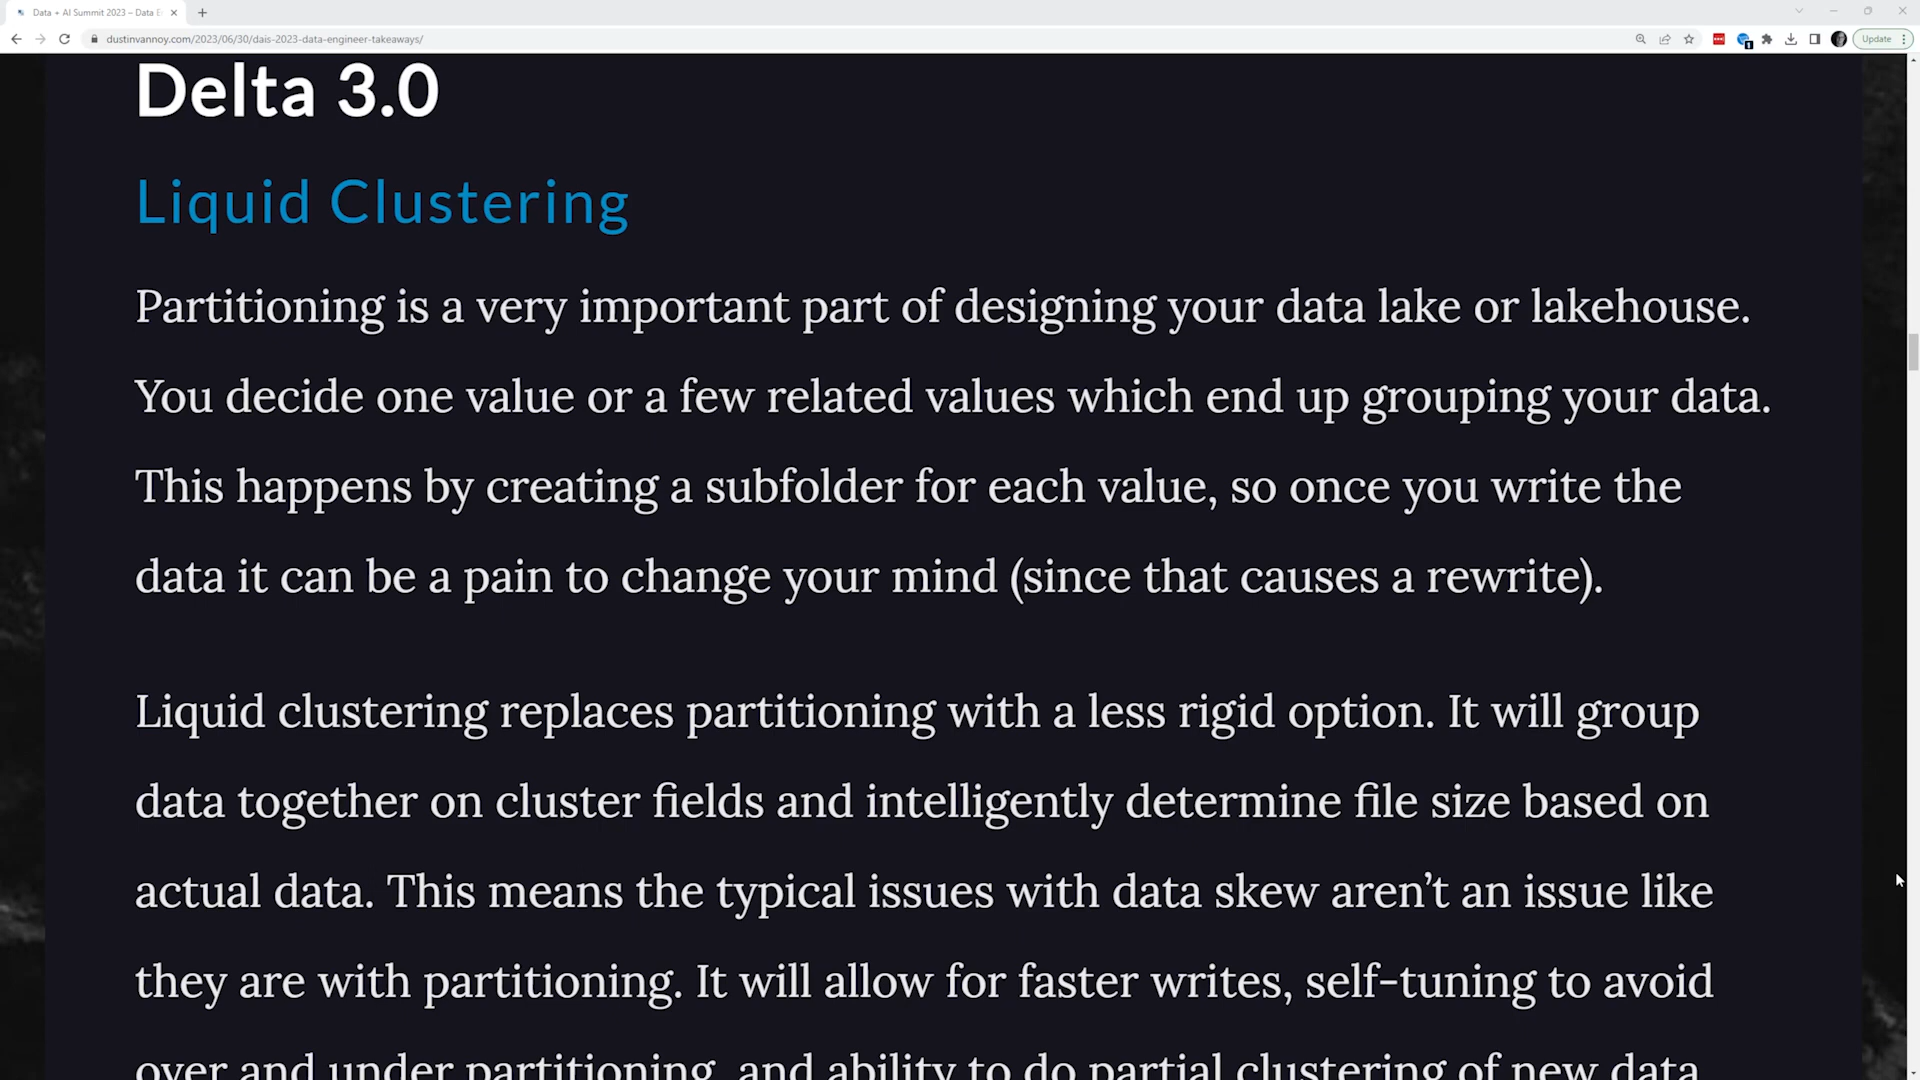 Data + AI Summit 2023 – Data E
dustinvannoy.com/2023/06/30/dais-2023-data-engineer-takeaways/
Update
Delta 3.0
Liquid Clustering
Partitioning is a very important part of designing your data lake or lakehouse.
You decide one value or a few related values which end up grouping your data.
This happens by creating a subfolder for each value, so once you write the
data it can be a pain to change your mind (since that causes a rewrite).
Liquid clustering replaces partitioning with a less rigid option. It will group
data together on cluster fields and intelligently determine file size based on
actual data. This means the typical issues with data skew aren’t an issue like
they are with partitioning. It will allow for faster writes, self-tuning to avoid
over and under partitioning, and ability to do partial clustering of new data